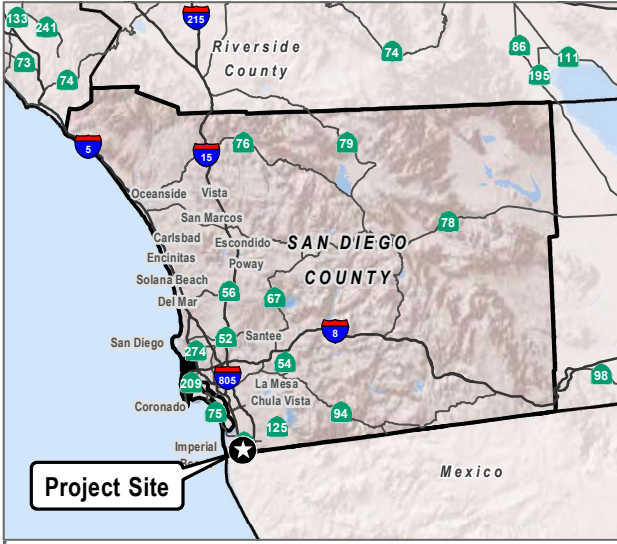 133
241
215
Riverside
County
74
86
111
73
74
195
5
15
76
79
Oceanside
Vista
San Marcos
Carlsbad
Escondido
Encinitas
Poway
SAN DIEGO
COUNTY
78
Solana Beach
56
Del Mar
67
San Diego
274
52
Santee
8
54
209
805
La Mesa
98
Coronado
75
Chula Vista
94
125
Imperial
Mexico
Project Site